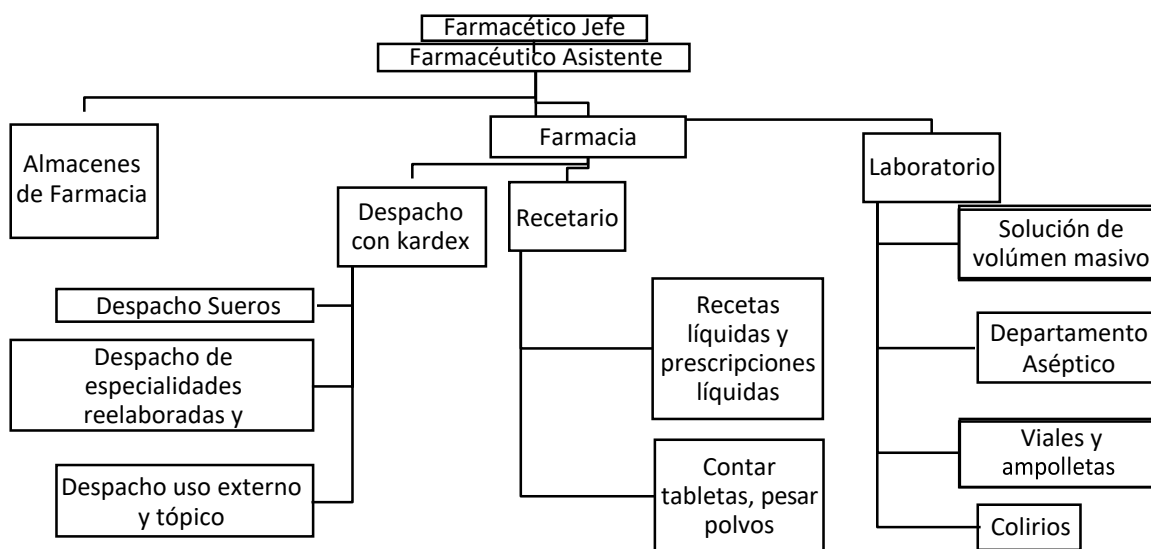 Farmacético Jefe
Farmacéutico Asistente
Almacenes
de Farmacia
Farmacia
Laboratorio
Despacho
con kardex
Recetario
Despacho Sueros
Despacho de
especialidades
reelaboradas y
Despacho uso externo
y tópico
Recetas
líquidas y
prescripciones
líquidas
Contar
tabletas, pesar
polvos
Solución de
volúmen masivo
Departamento
Aséptico
Viales y
ampolletas
Colirios